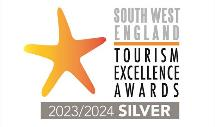 SOUTH WEST
ENGLAND
TOURISM
EXCELLENCE
AWARDS
2023/2024 SILVER